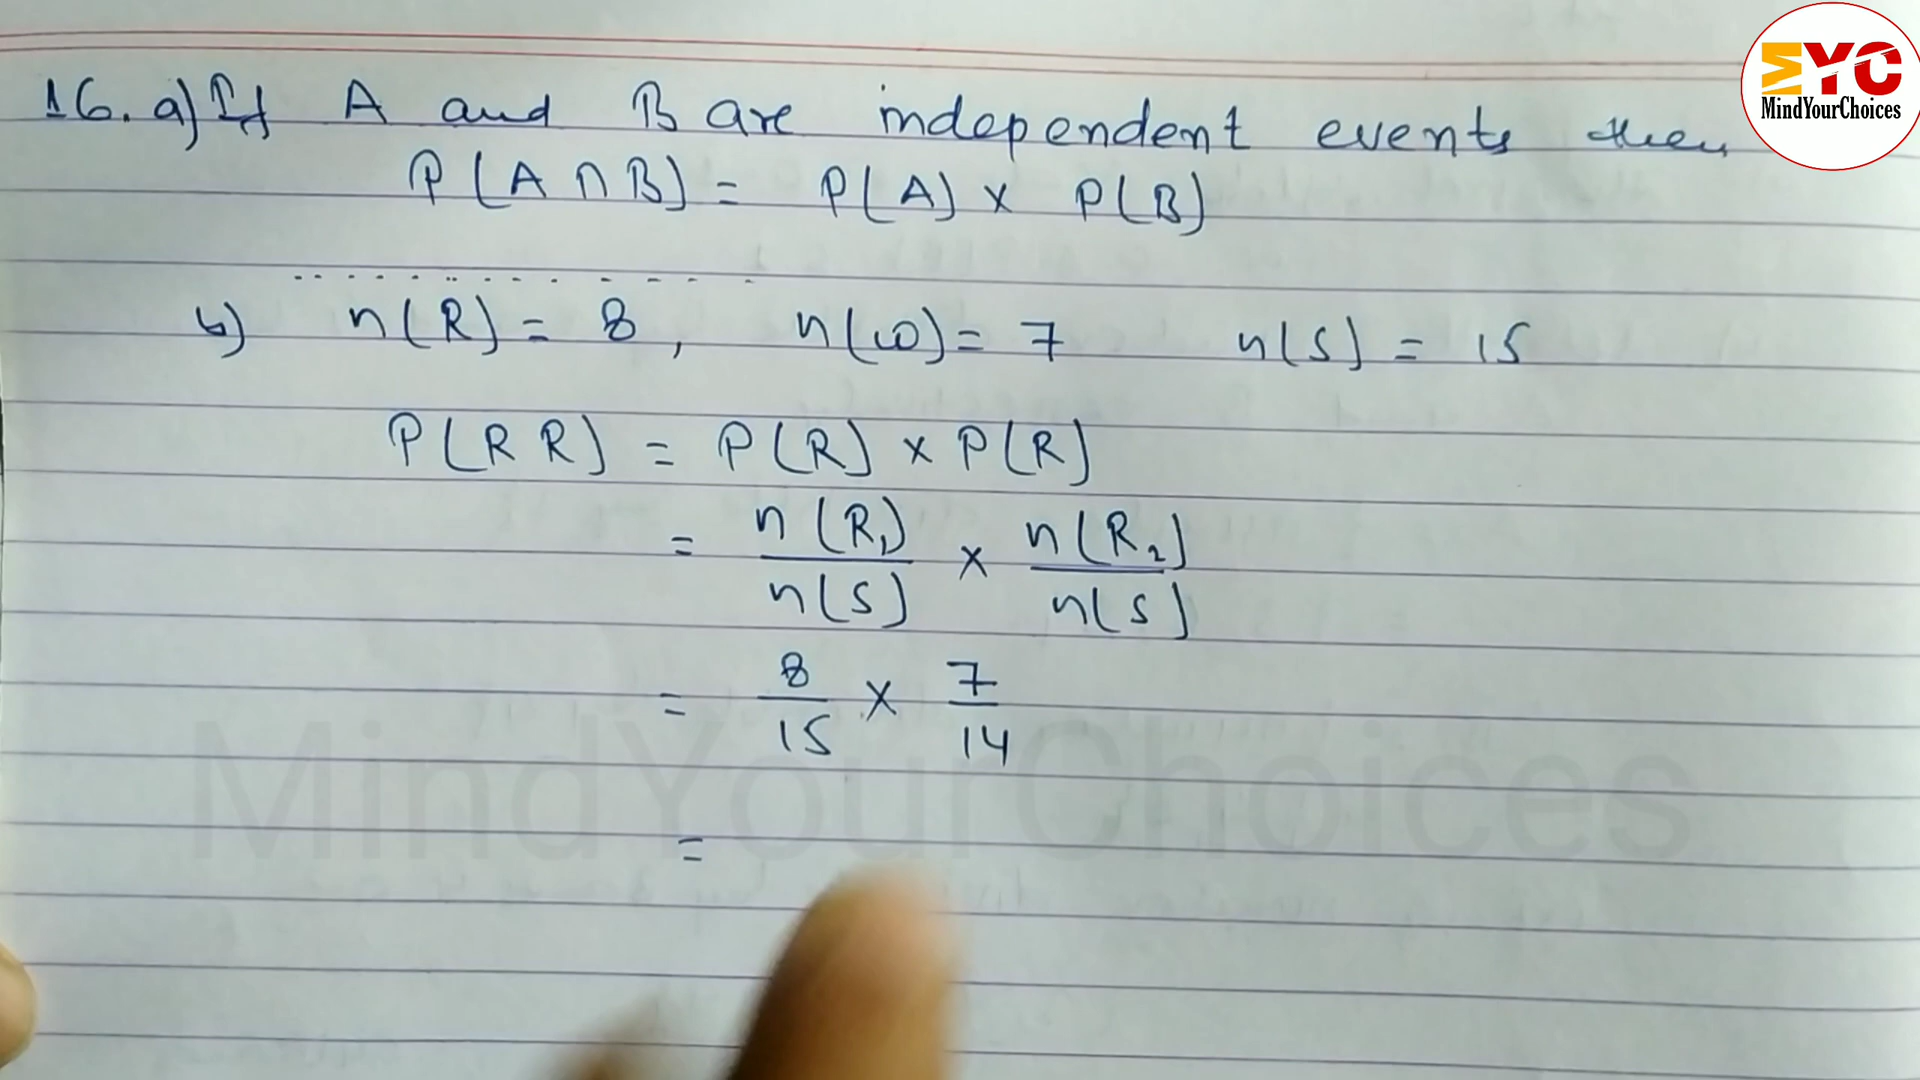 MYC
MindYourChoices
16. a) If A and B are independent events then
P(A∩B) = P(A) × P(B)
b) n(R) = 8, n(w) = 7 n(S) = 15
P(RR) = P(R) × P(R)
= n(R₁)/n(S) × n(R₂)/n(S)
= 8/15 × 7/14
=
MindYourChoices